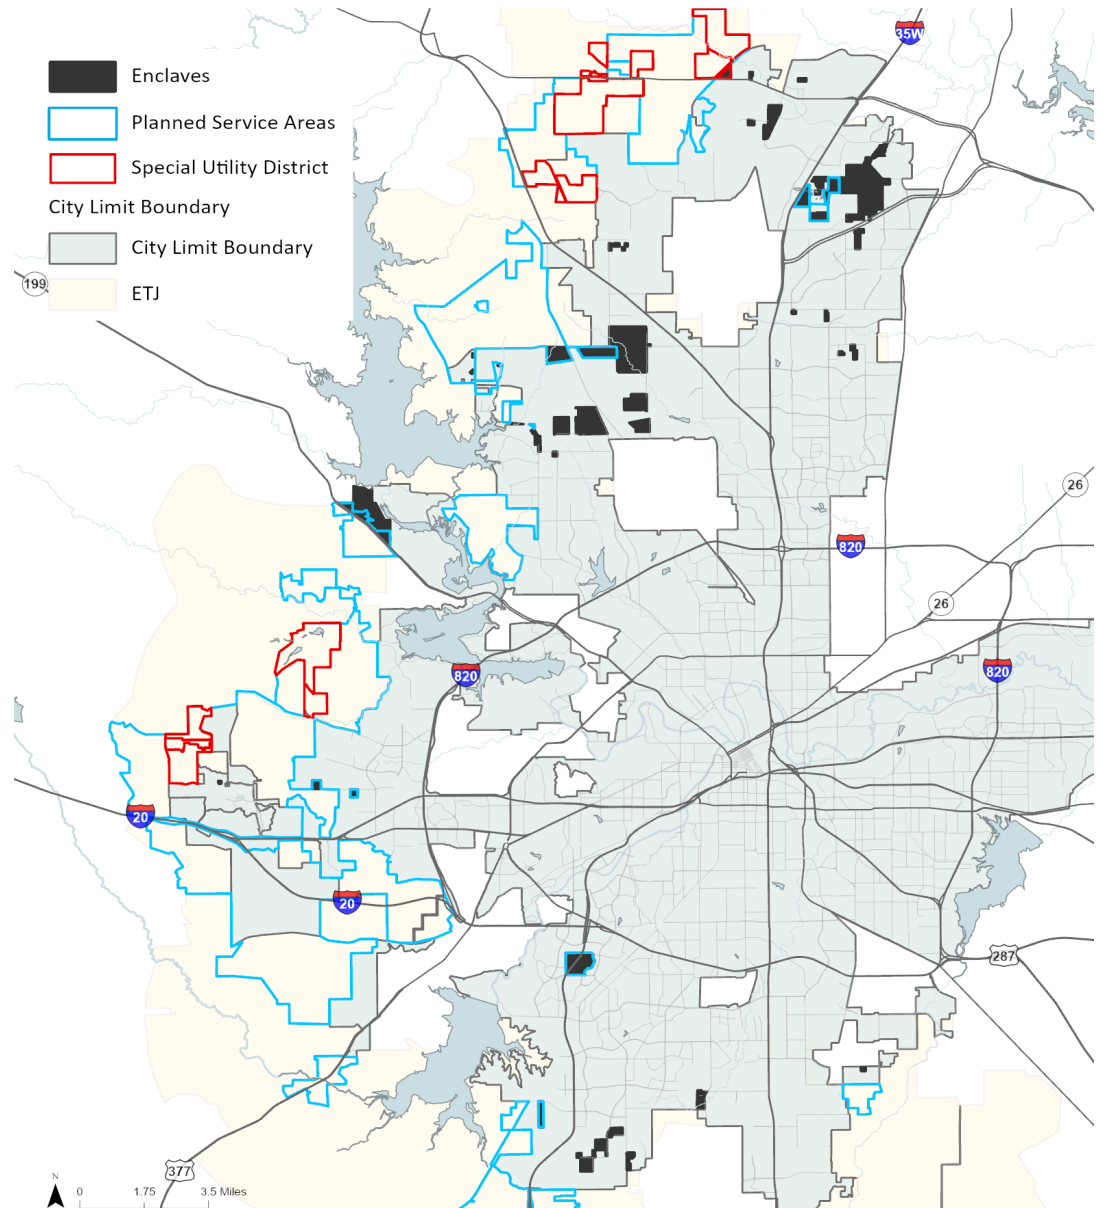 35W
Enclaves
Planned Service Areas
Special Utility District
City Limit Boundary
City Limit Boundary
199
ETJ
26
820
26
820
820
20
20
287
377
N
0 1.75 3.5 Miles